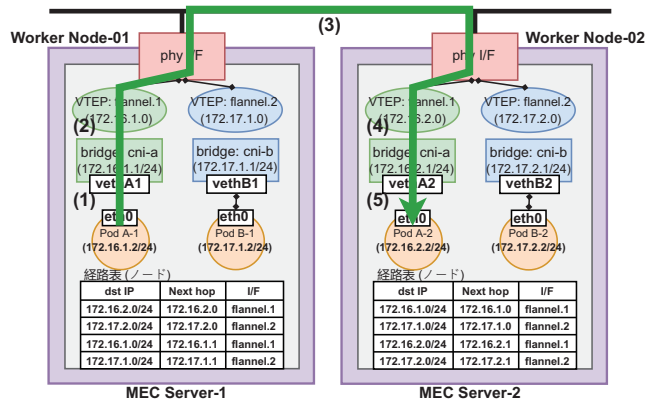 (3)
Worker Node-01
Worker Node-02
phy I/F
phy I/F
VTEP: flannel.1
(172.16.1.0)
VTEP: flannel.2
(172.17.1.0)
VTEP: flannel.1
(172.16.2.0)
VTEP: flannel.2
(172.17.2.0)
(2)
(4)
bridge: cni-a
(172.16.1.1/24)
bridge: cni-b
(172.17.1.1/24)
bridge: cni-a
(172.16.2.1/24)
bridge: cni-b
(172.17.2.1/24)
vethA1
vethB1
vethA2
vethB2
(1)
(5)
eth0
eth0
eth0
eth0
Pod A-1
(172.16.1.2/24)
Pod B-1
(172.17.1.2/24)
Pod A-2
(172.16.2.2/24)
Pod B-2
(172.17.2.2/24)
経路表 (ノード)
dst IP Next hop I/F
172.16.2.0/24 172.16.2.0 flannel.1
172.17.2.0/24 172.17.2.0 flannel.2
172.16.1.0/24 172.16.1.1 flannel.1
172.17.1.0/24 172.17.1.1 flannel.2
経路表 (ノード)
dst IP Next hop I/F
172.16.1.0/24 172.16.1.0 flannel.1
172.17.1.0/24 172.17.1.0 flannel.2
172.16.2.0/24 172.16.2.1 flannel.1
172.17.2.0/24 172.17.2.1 flannel.2
MEC Server-1
MEC Server-2